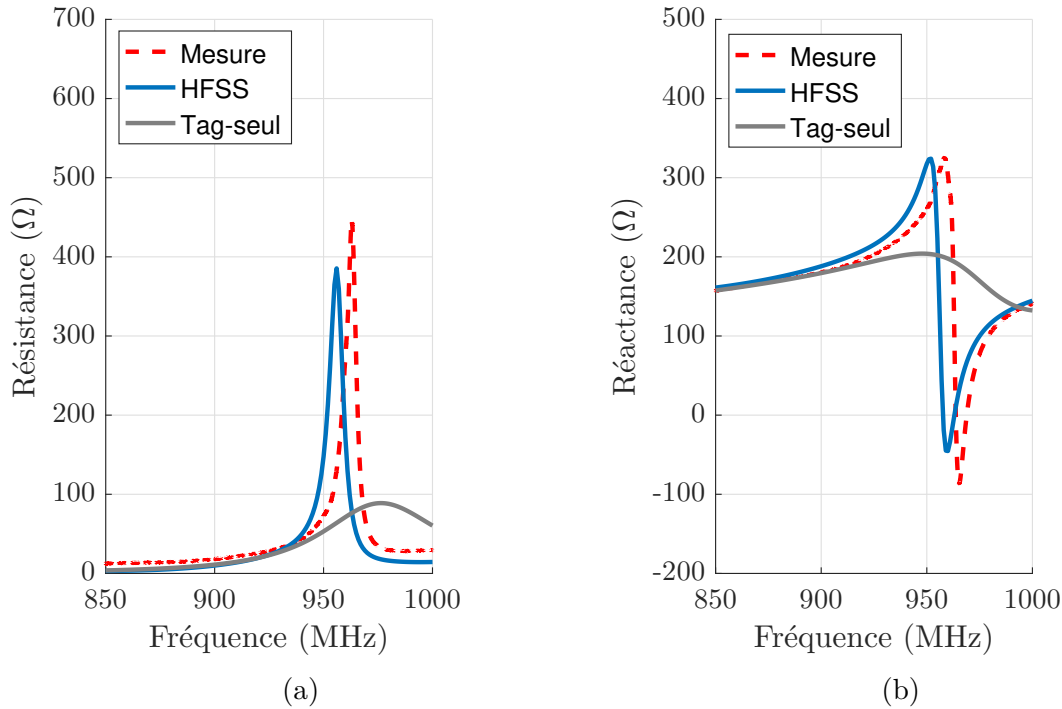 700
600
500
400
300
200
100
0
Résistance (Ω)
Mesure
HFSS
Tag-seul
850
900
950
1000
Fréquence (MHz)
(a)
500
400
300
200
100
0
-100
-200
Réactance (Ω)
Mesure
HFSS
Tag-seul
850
900
950
1000
Fréquence (MHz)
(b)